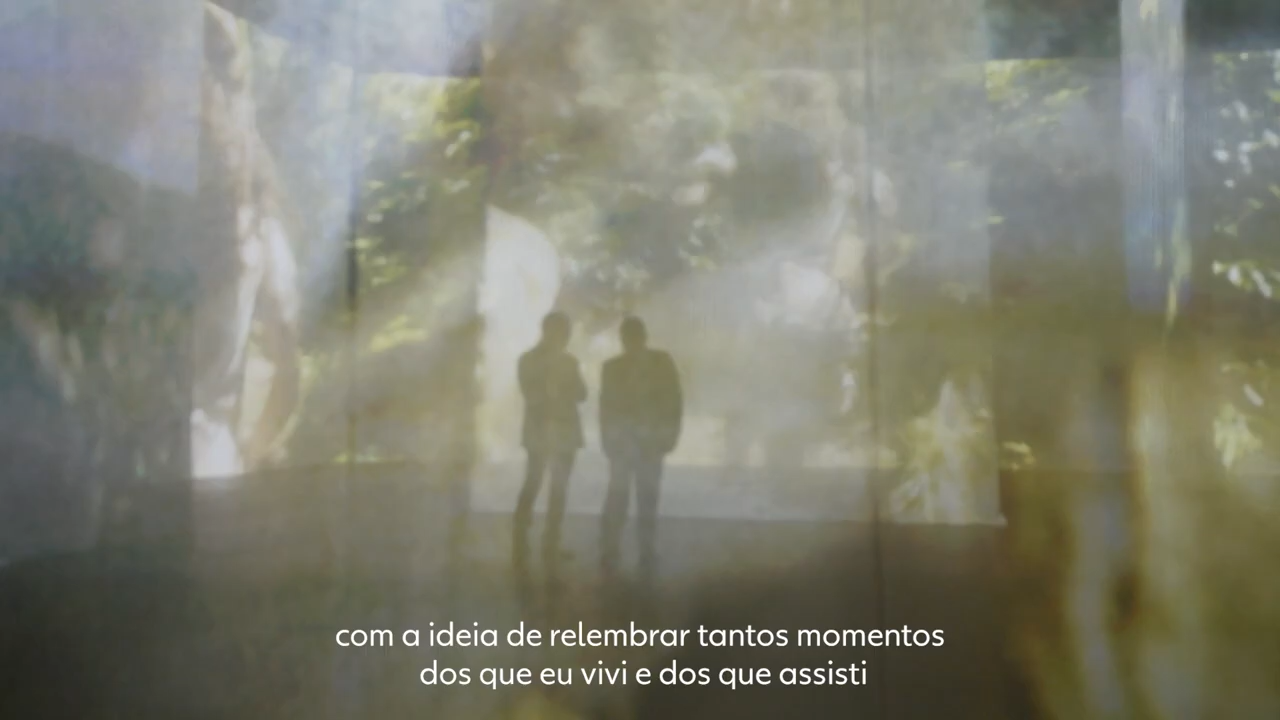 com a ideia de relembrar tantos momentos
dos que eu vivi e dos que assisti